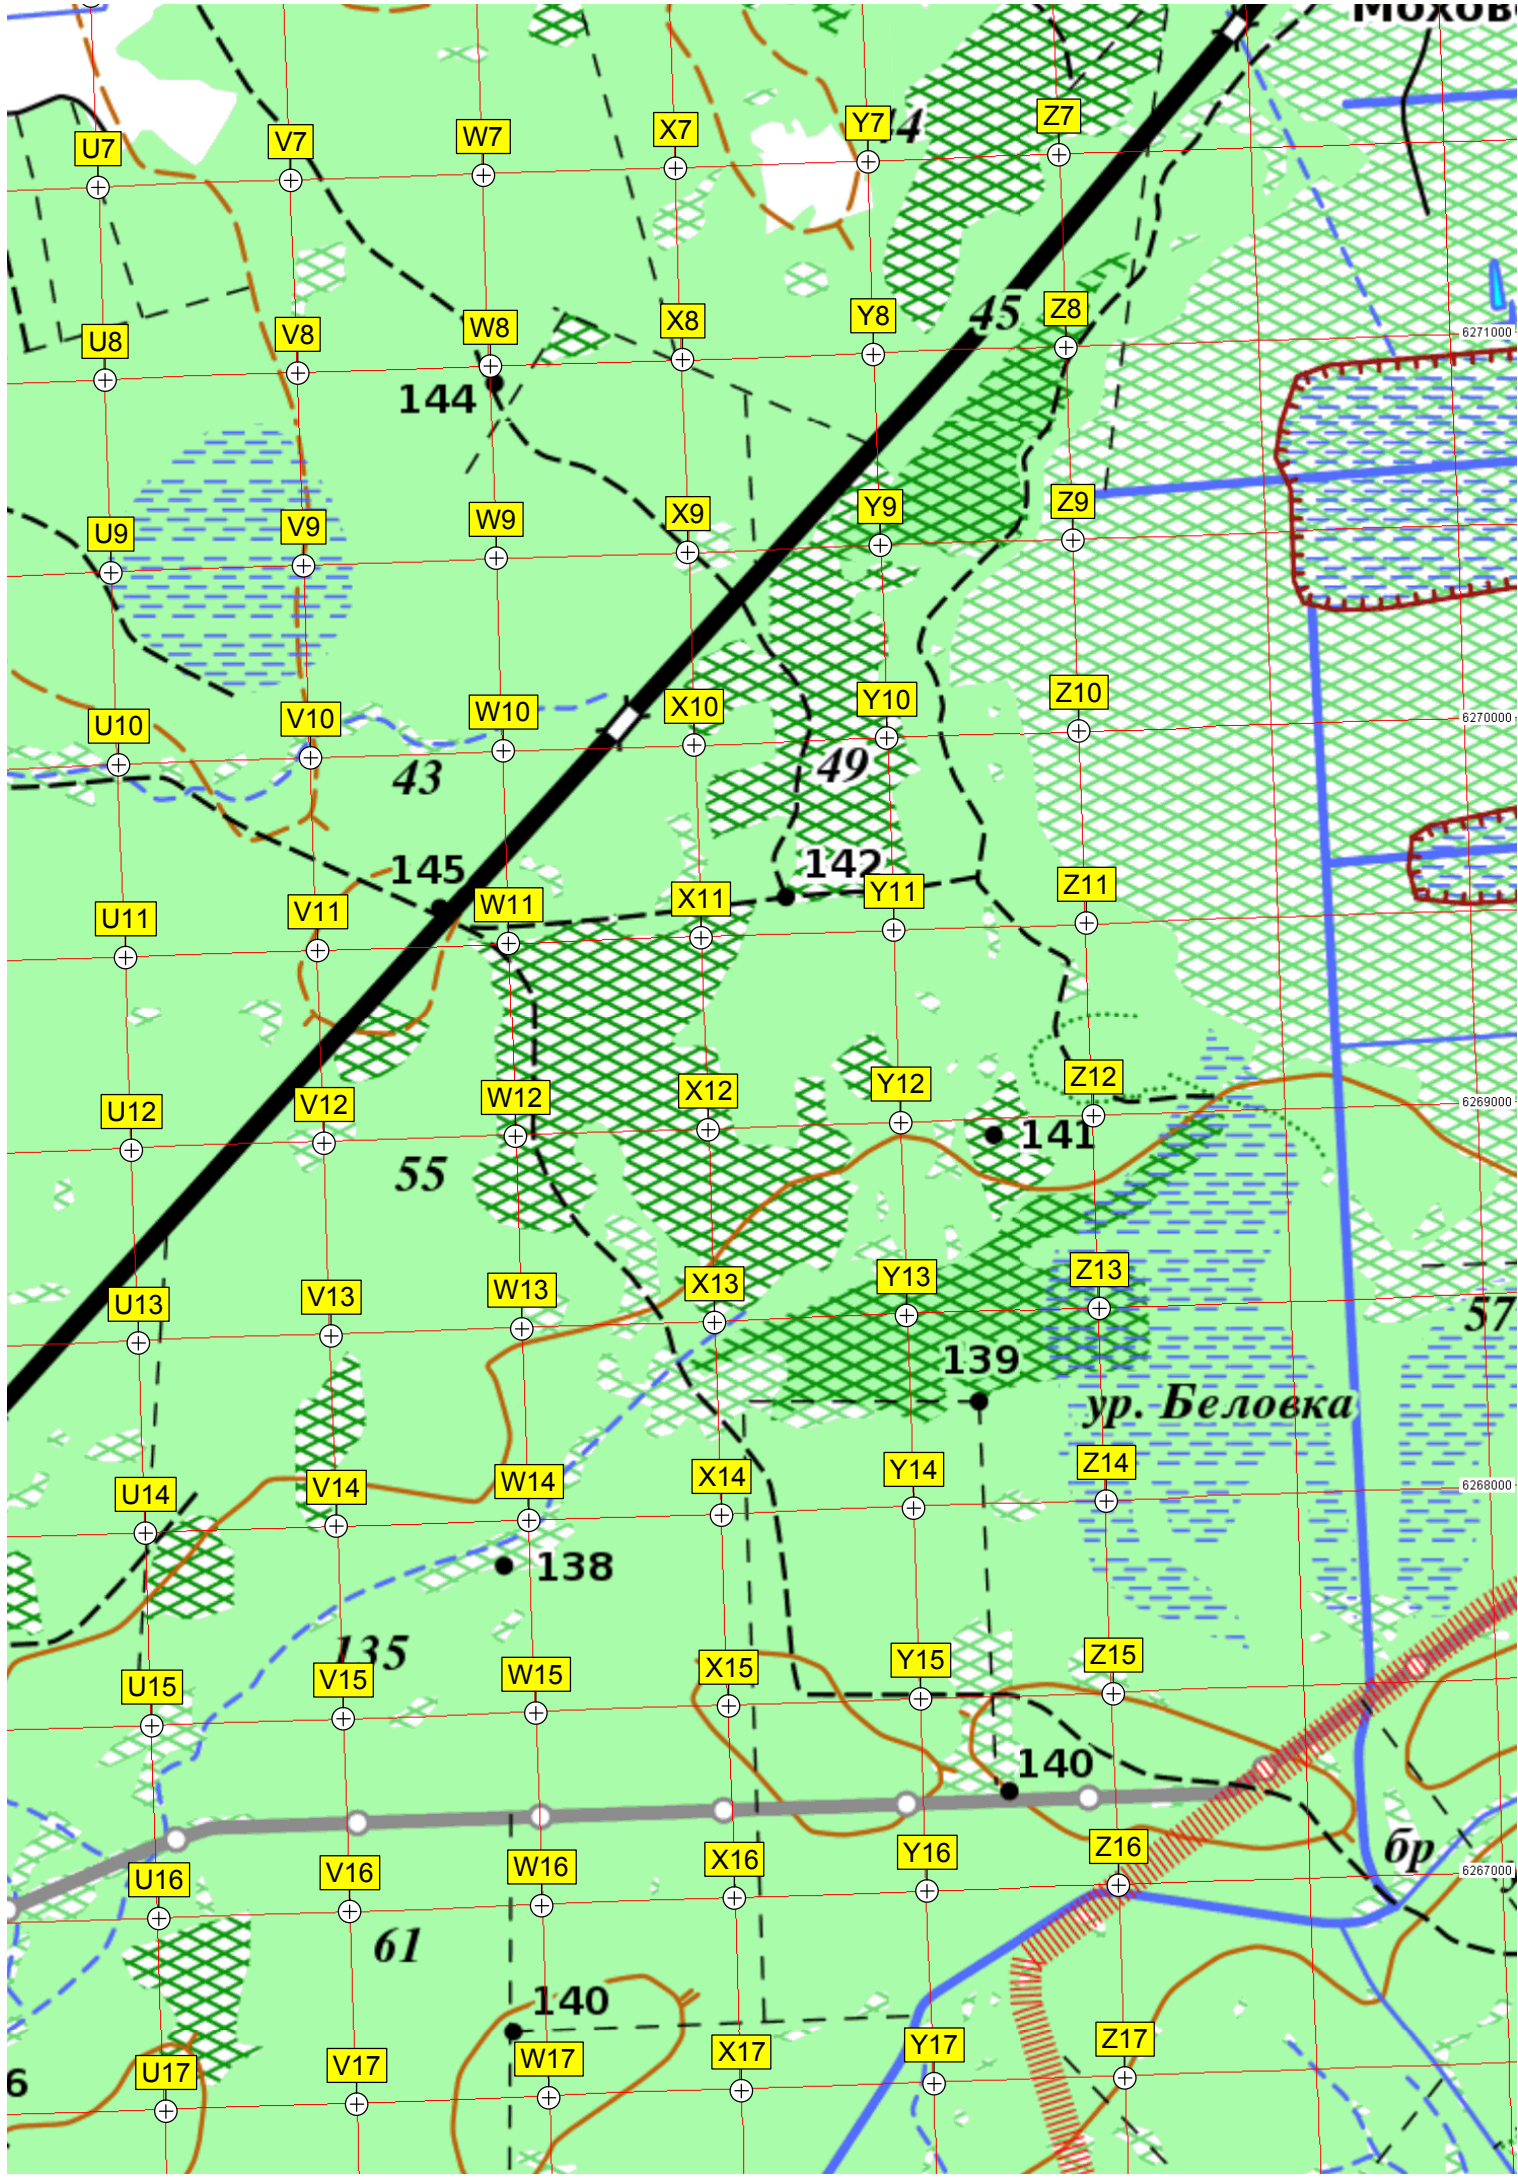 Мохов
U7 V7 W7 X7 Y7 44 Z7
U8 V8 W8 X8 Y8 45 Z8
6271000
144
U9 V9 W9 X9 Y9 Z9
U10 V10 W10 X10 Y10 Z10
6270000
43 49
145 142
U11 V11 W11 X11 Y11 Z11
U12 V12 W12 X12 Y12 Z12
6269000
55 141
U13 V13 W13 X13 Y13 Z13
57
139
ур. Беловка
U14 V14 W14 X14 Y14 Z14
6268000
138
135
U15 V15 W15 X15 Y15 Z15
140
бр
U16 V16 W16 X16 Y16 Z16
6267000
61
140
6
U17 V17 W17 X17 Y17 Z17